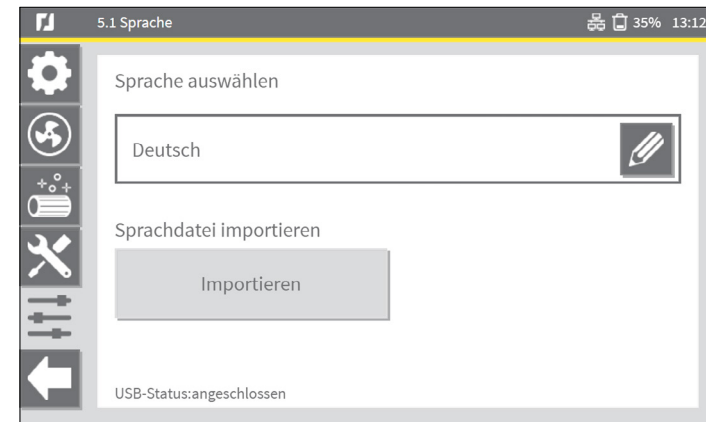 5.1 Sprache 35% 13:12
Sprache auswählen
Deutsch
Sprachdatei importieren
Importieren
USB-Status:angeschlossen